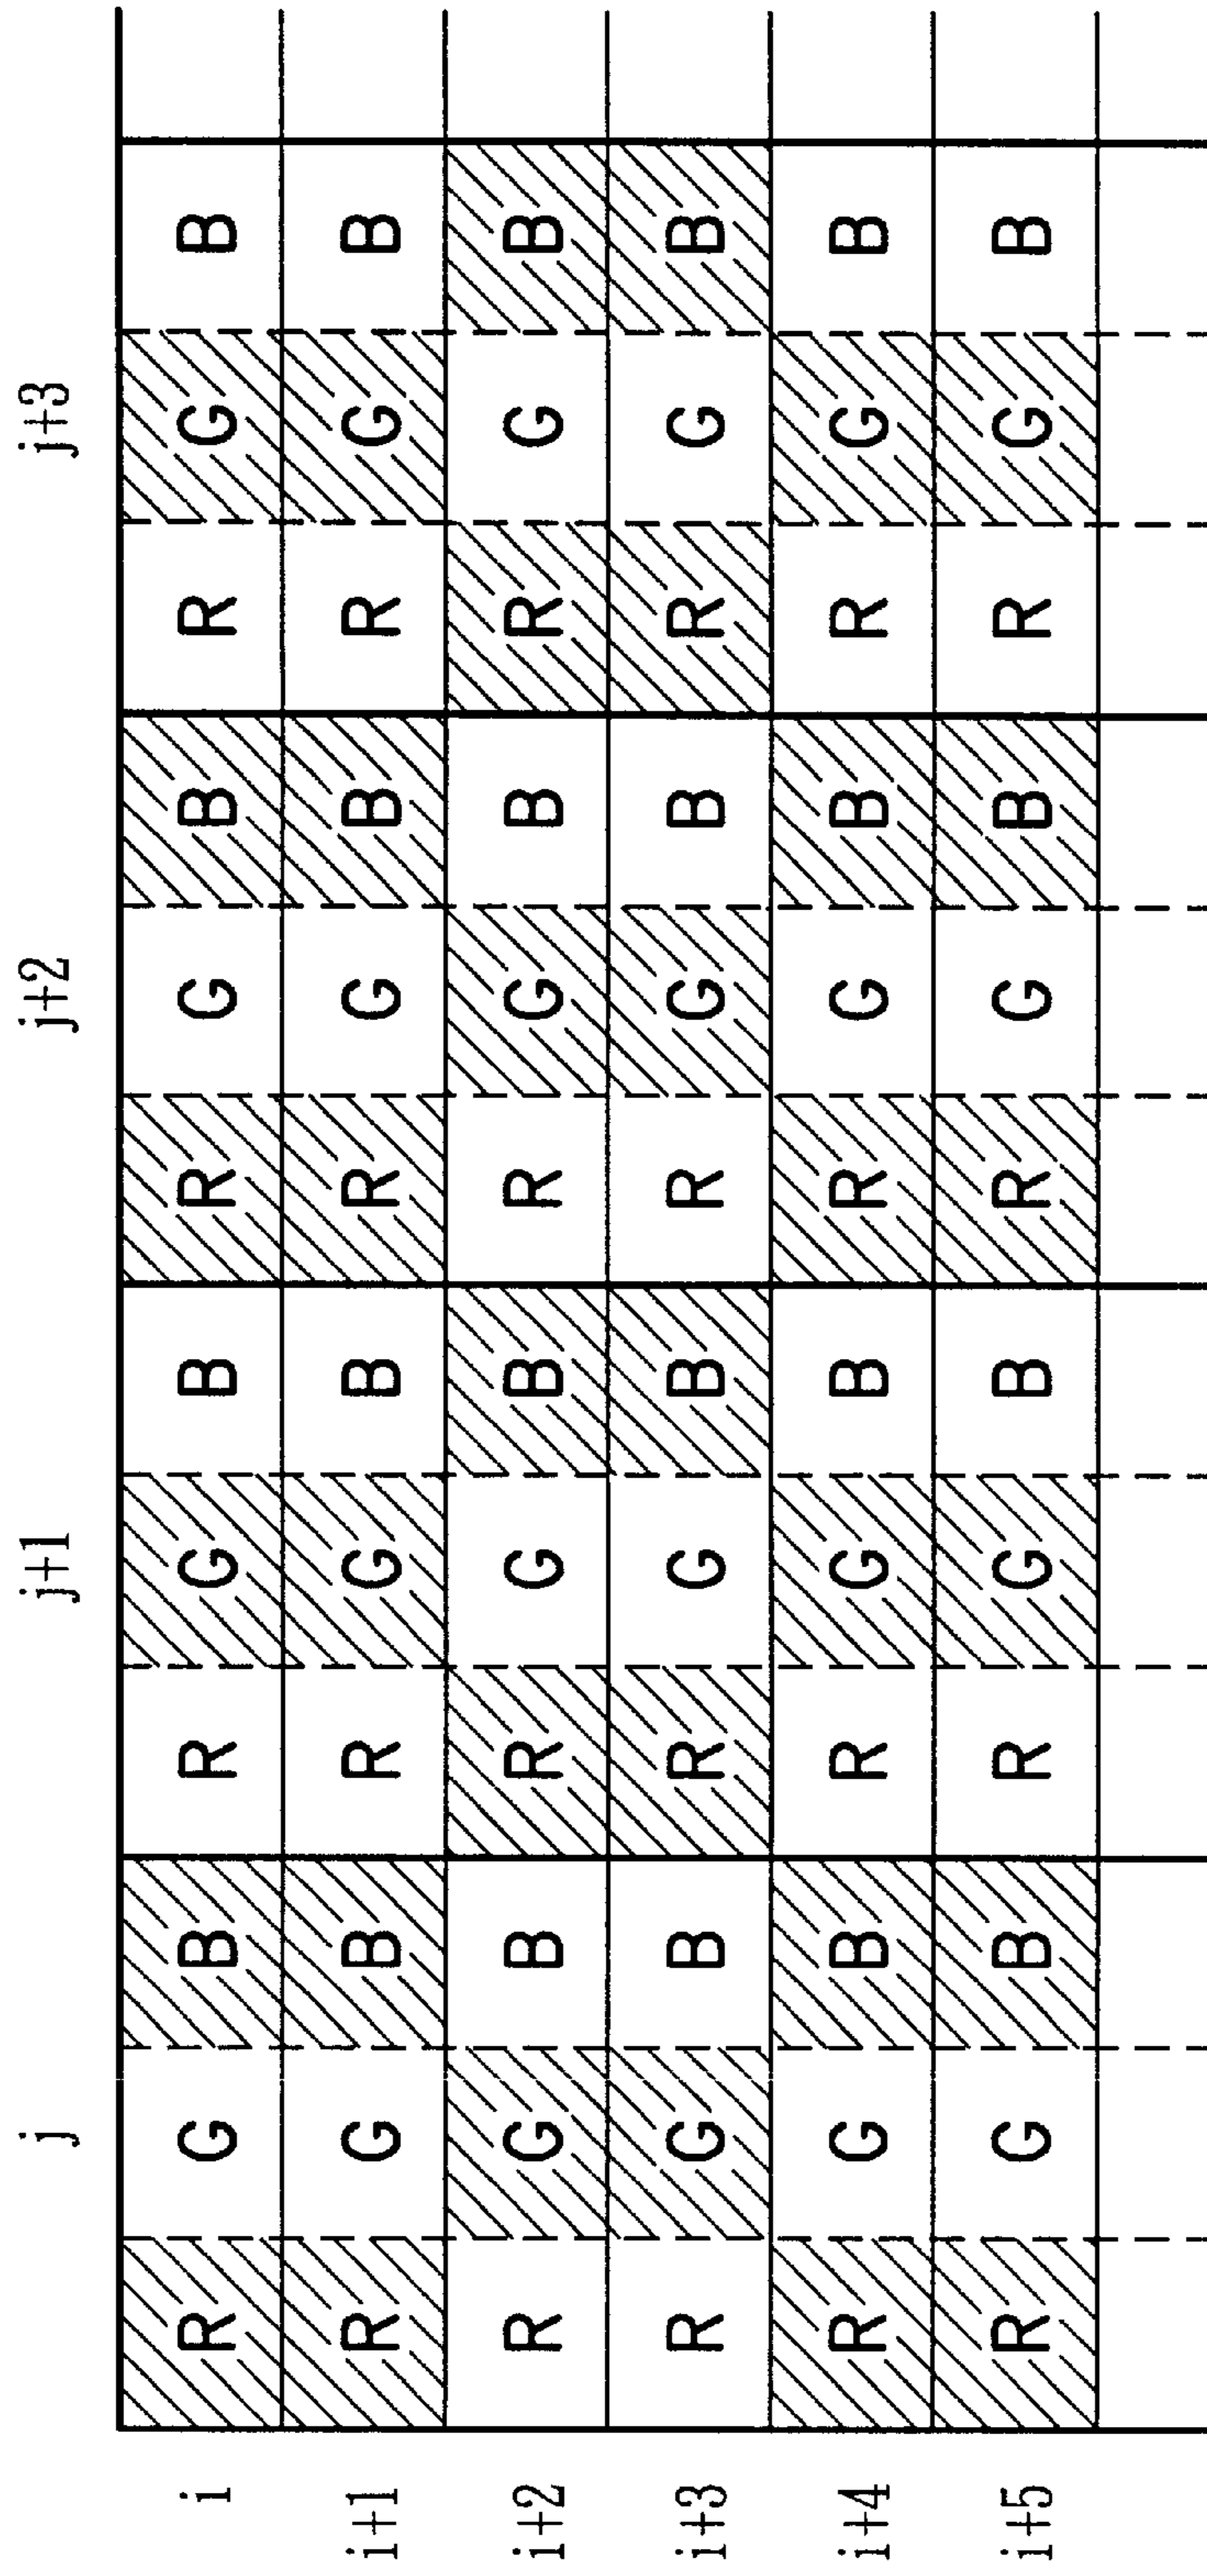 j j+1 j+2 j+3
i R G B R G B R G B R G B
i+1 R G B R G B R G B R G B
i+2 R G B R G B R G B R G B
i+3 R G B R G B R G B R G B
i+4 R G B R G B R G B R G B
i+5 R G B R G B R G B R G B